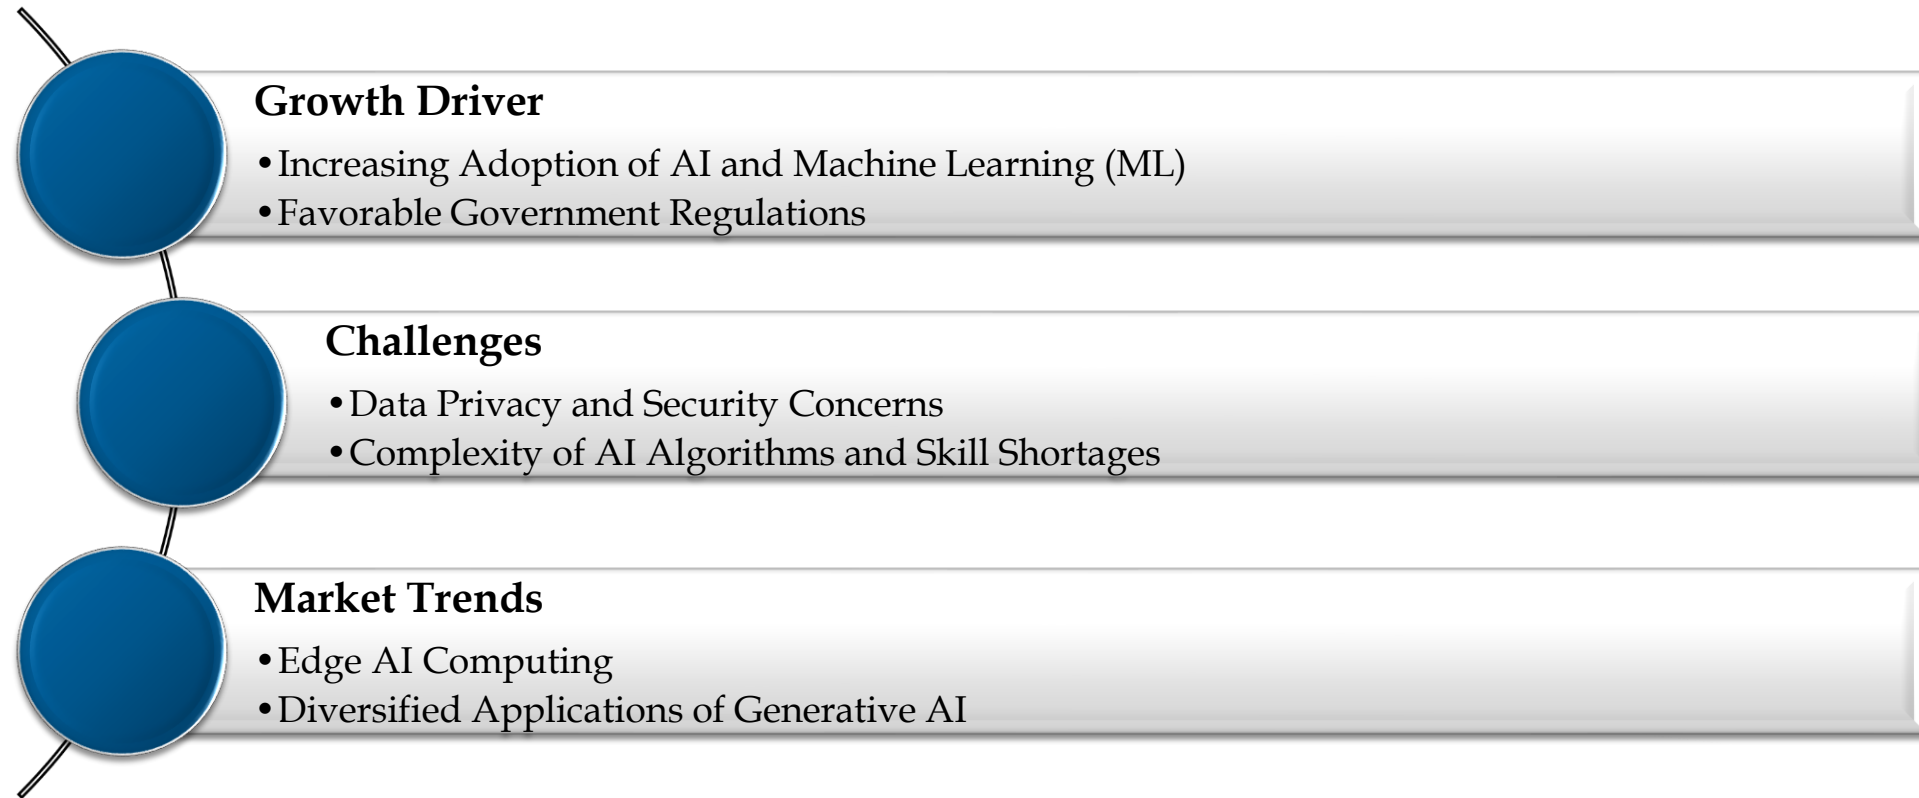 Growth Driver
•Increasing Adoption of AI and Machine Learning (ML)
•Favorable Government Regulations
Challenges
•Data Privacy and Security Concerns
•Complexity of AI Algorithms and Skill Shortages
Market Trends
•Edge AI Computing
•Diversified Applications of Generative AI